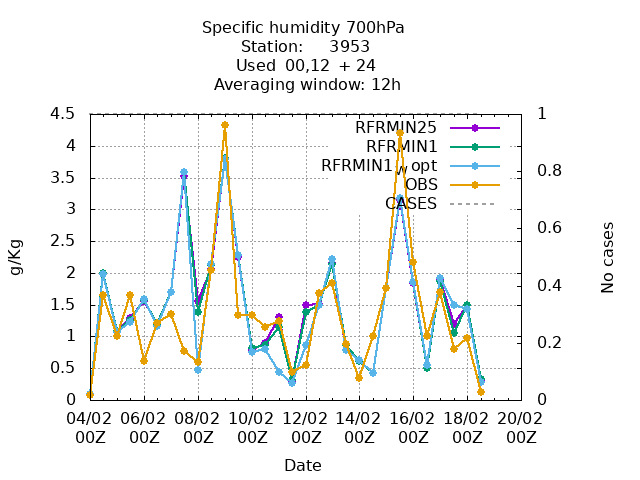 Specific humidity 700hPa
Station: 3953
Used 00,12 + 24
Averaging window: 12h
RFRMIN25
RFRMIN1
RFRMIN1_w_opt
OBS
CASES
g/Kg
4.5
4
3.5
3
2.5
2
1.5
1
0.5
0
1
0.8
0.6
0.4
0.2
0
No cases
04/02 06/02 08/02 10/02 12/02 14/02 16/02 18/02 20/02
00Z 00Z 00Z 00Z 00Z 00Z 00Z 00Z 00Z
Date